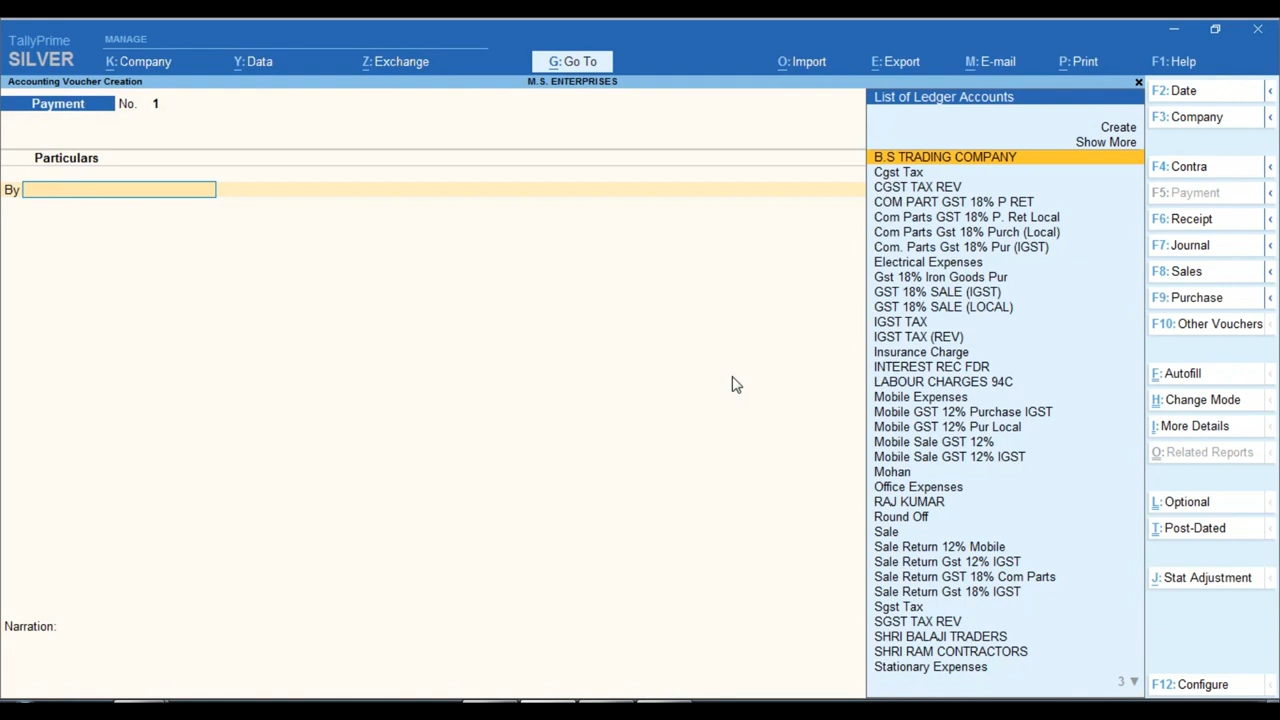 TallyPrime
SILVER
MANAGE
K: Company
Y: Data
Z: Exchange
G: Go To
O: Import
E: Export
M: E-mail
P: Print
F1: Help
Accounting Voucher Creation
M.S. ENTERPRISES
Payment No. 1
Particulars
By
Narration:
List of Ledger Accounts
Create
Show More
B.S TRADING COMPANY
Cgst Tax
CGST TAX REV
COM PART GST 18% P RET
Com Parts GST 18% P. Ret Local
Com Parts Gst 18% Purch (Local)
Com. Parts Gst 18% Pur (IGST)
Electrical Expenses
Gst 18% Iron Goods Pur
GST 18% SALE (IGST)
GST 18% SALE (LOCAL)
IGST TAX
IGST TAX (REV)
Insurance Charge
INTEREST REC FDR
LABOUR CHARGES 94C
Mobile Expenses
Mobile GST 12% Purchase IGST
Mobile GST 12% Pur Local
Mobile Sale GST 12%
Mobile Sale GST 12% IGST
Mohan
Office Expenses
RAJ KUMAR
Round Off
Sale
Sale Return 12% Mobile
Sale Return Gst 12% IGST
Sale Return GST 18% Com Parts
Sale Return Gst 18% IGST
Sgst Tax
SGST TAX REV
SHRI BALAJI TRADERS
SHRI RAM CONTRACTORS
Stationary Expenses
3 ▼
F2: Date
F3: Company
F4: Contra
F5: Payment
F6: Receipt
F7: Journal
F8: Sales
F9: Purchase
F10: Other Vouchers
F: Autofill
H: Change Mode
I: More Details
O: Related Reports
L: Optional
T: Post-Dated
J: Stat Adjustment
F12: Configure